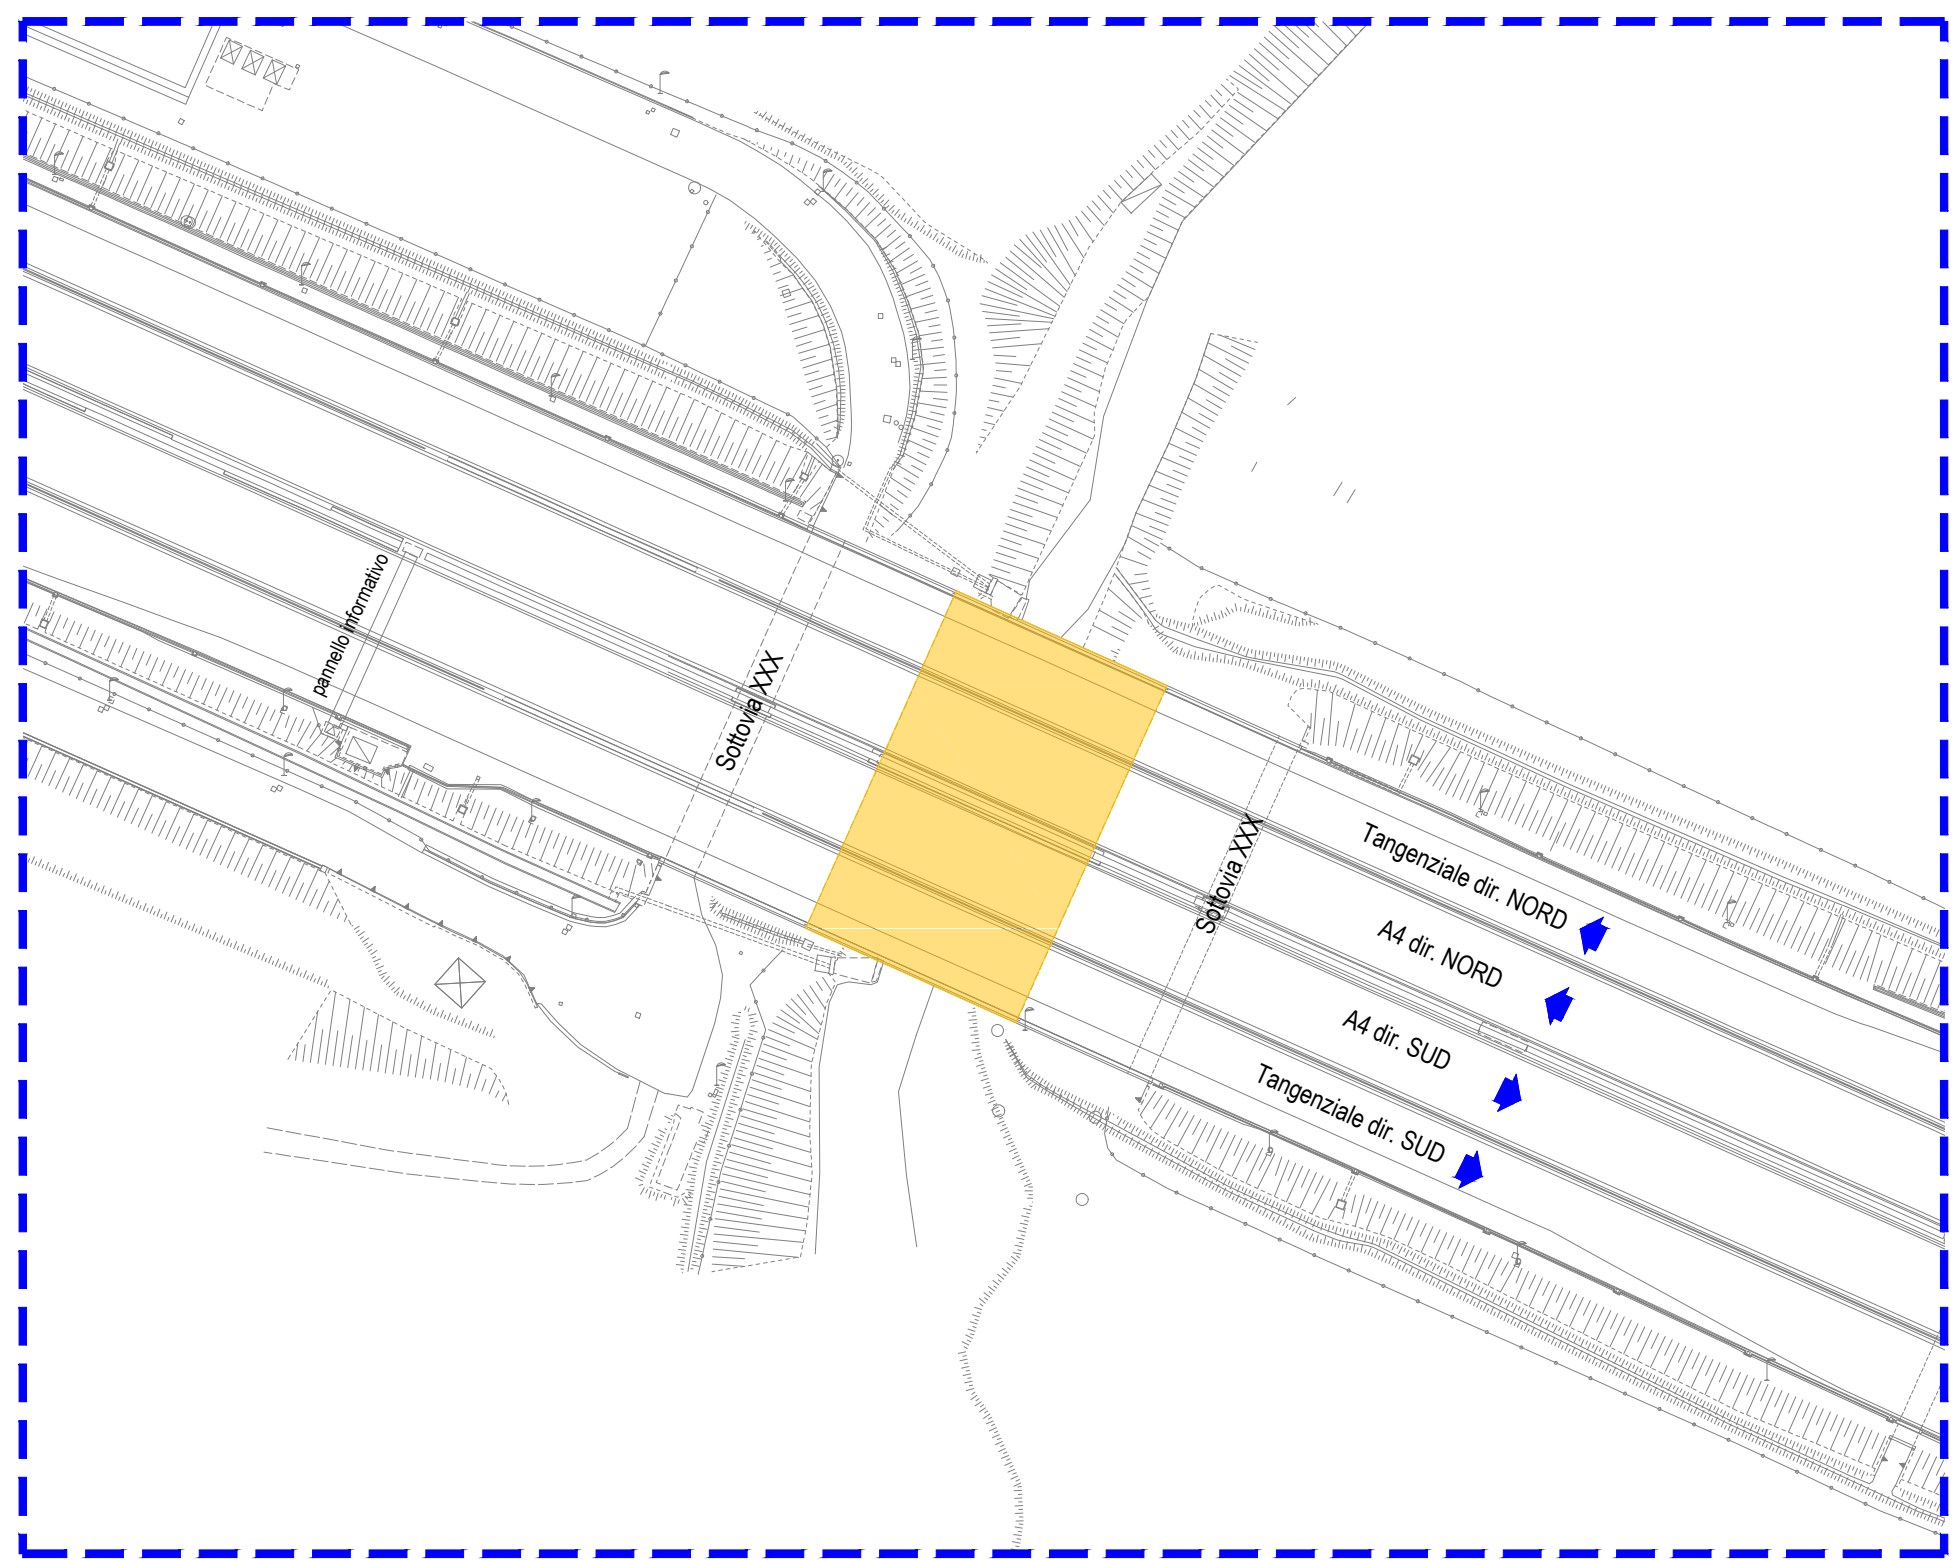 pannello informativo
Sottovia XXX
Sottovia XXX
Tangenziale dir. NORD
A4 dir. NORD
A4 dir. SUD
Tangenziale dir. SUD